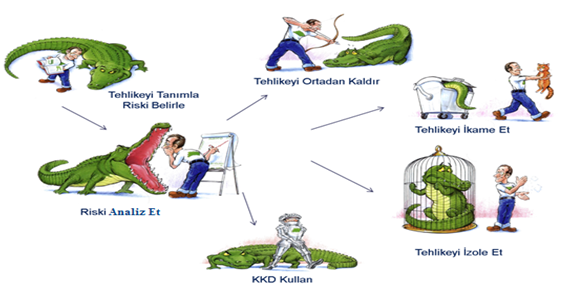 Tehlikeyi Tanımla
Riski Belirle
Tehlikeyi Ortadan Kaldır
Tehlikeyi İkame Et
Riski Analiz Et
Tehlikeyi İzole Et
KKD Kullan